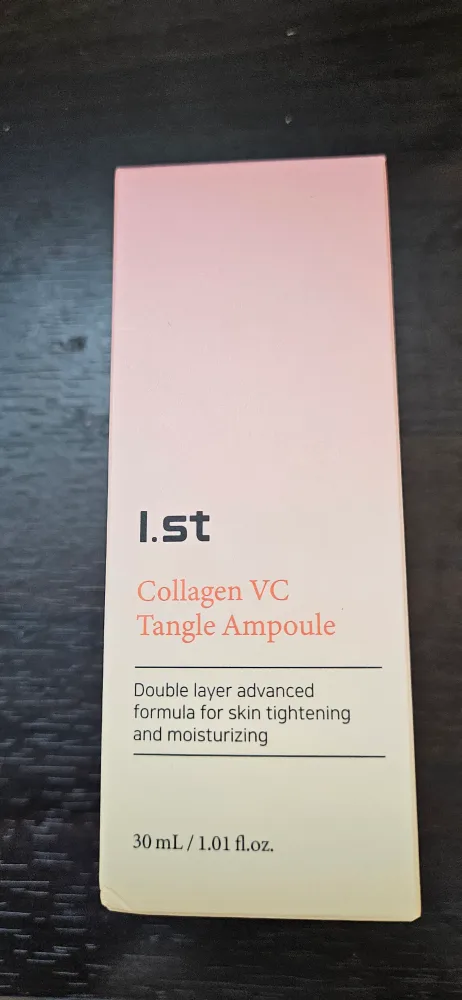 I.st
Collagen VC
Tangle Ampoule
Double layer advanced
formula for skin tightening
and moisturizing
30 mL / 1.01 fl.oz.